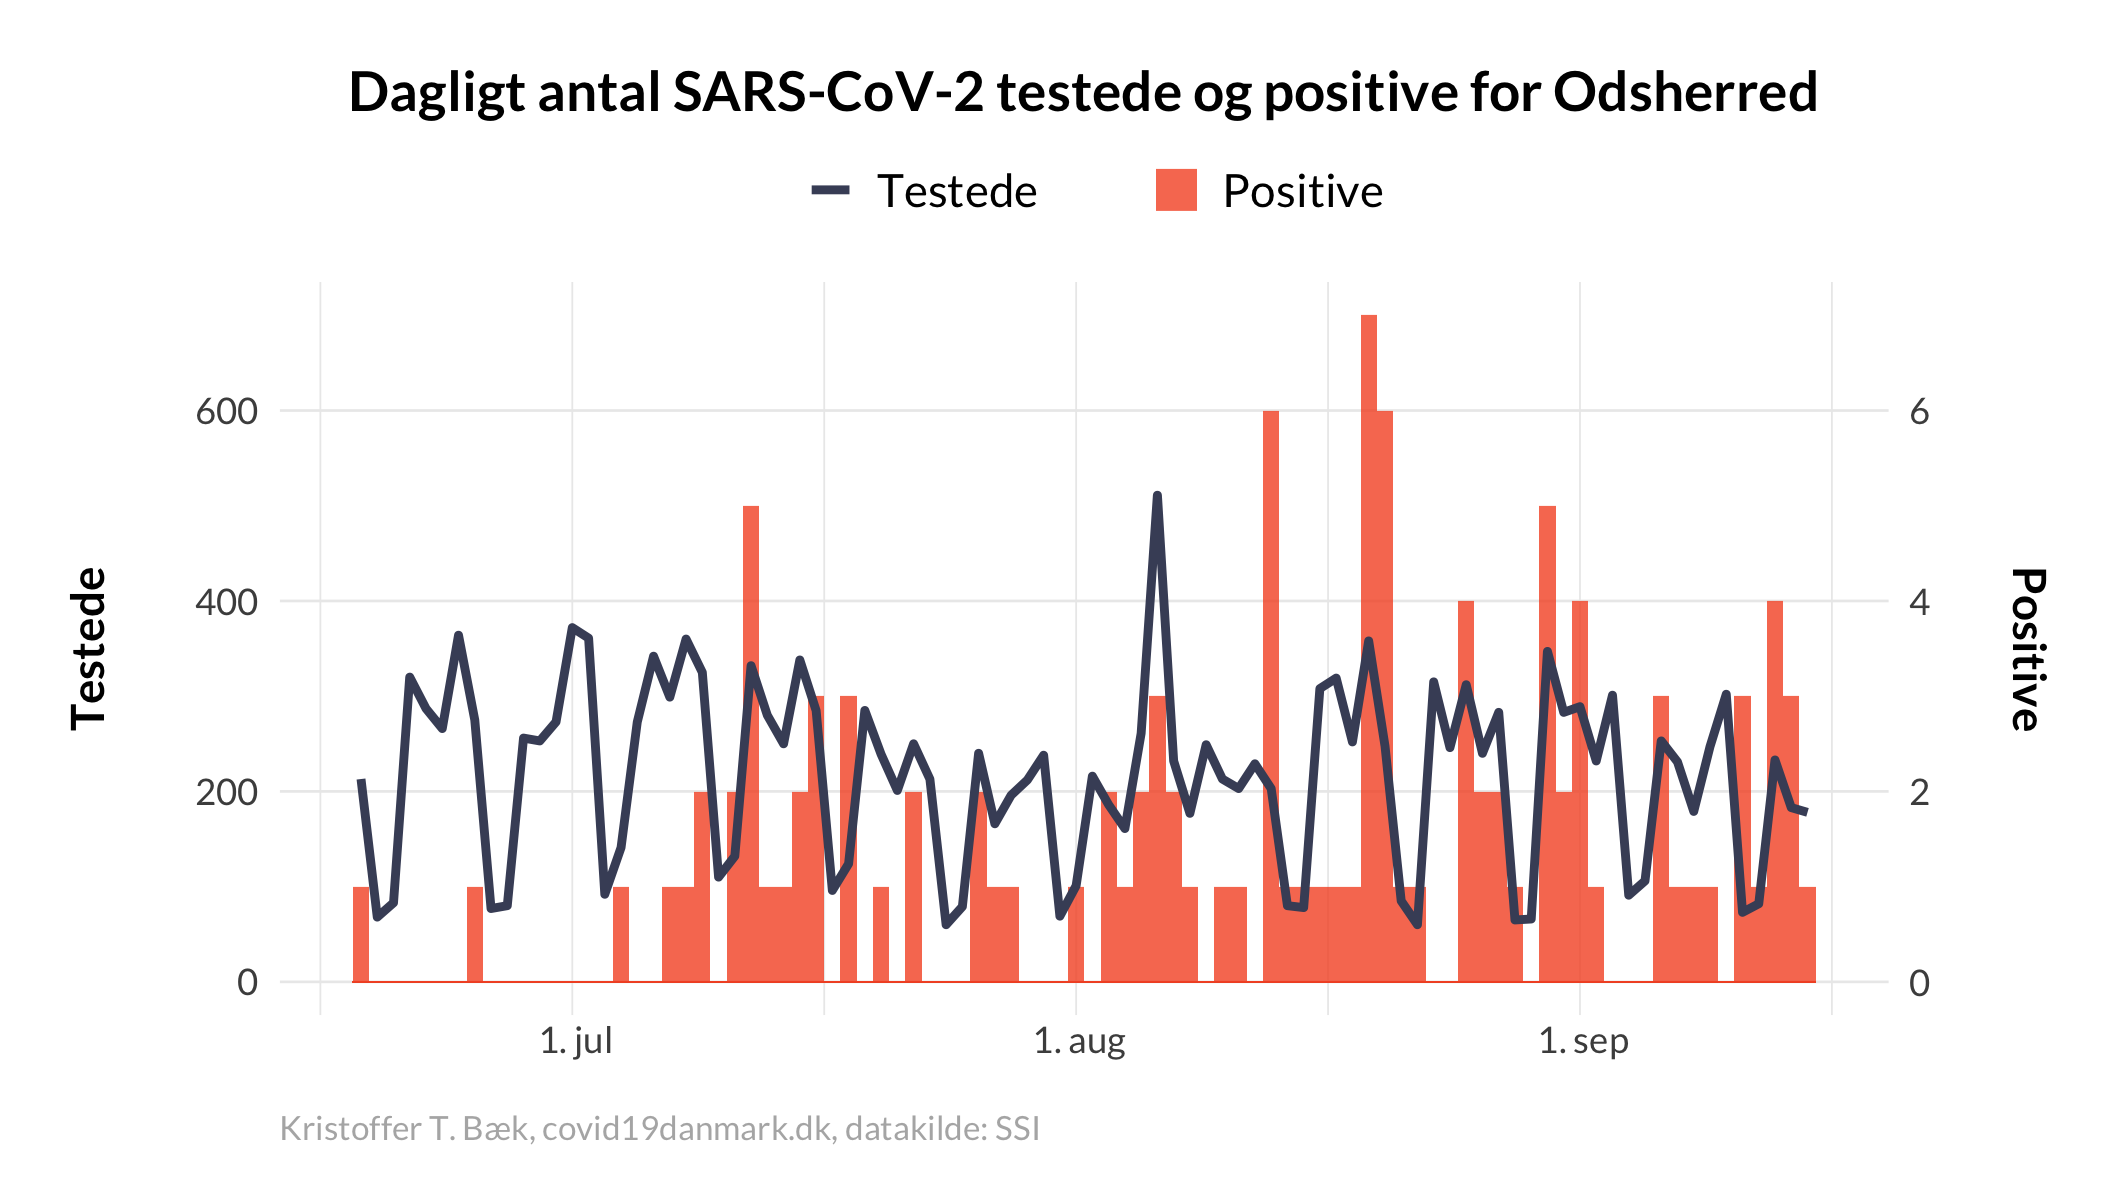 Dagligt antal SARS-CoV-2 testede og positive for Odsherred
Testede
Positive
Testede
600
400
200
0
6
4
2
0
Positive
1. jul
1. aug
1. sep
Kristoffer T. Bæk, covid19danmark.dk, datakilde: SSI